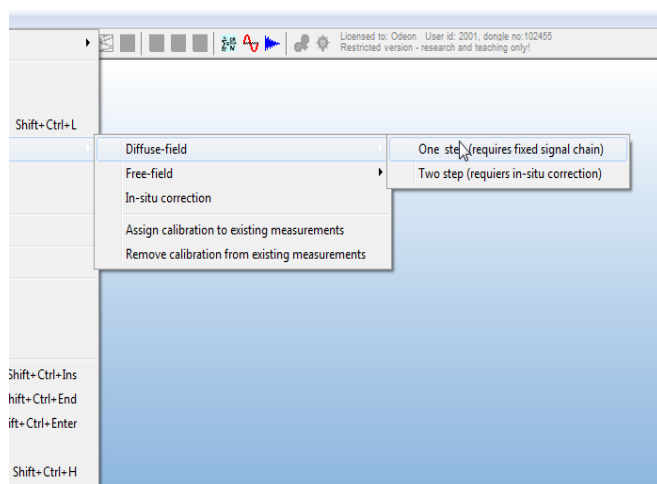 Licensed to: Odeon   User id: 2001, dongle no:102455
Restricted version - research and teaching only!
Shift+Ctrl+L
Diffuse-field
Free-field
In-situ correction
Assign calibration to existing measurements
Remove calibration from existing measurements
One step (requires fixed signal chain)
Two step (requiers in-situ correction)
Shift+Ctrl+Ins
hift+Ctrl+End
ift+Ctrl+Enter
Shift+Ctrl+H